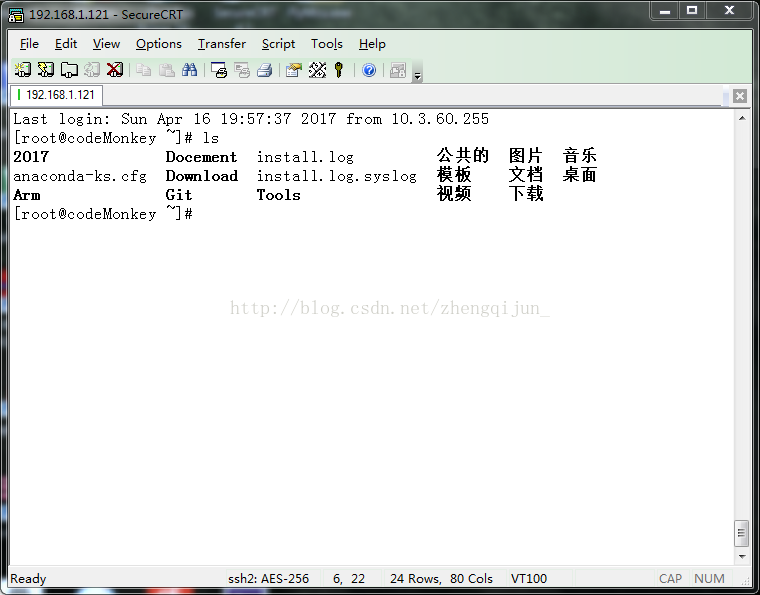 192.168.1.121 - SecureCRT
File Edit View Options Transfer Script Tools Help
192.168.1.121
Last login: Sun Apr 16 19:57:37 2017 from 10.3.60.255
[root@codeMonkey ~]# ls
2017 Docement install.log 公共的 图片 音乐
anaconda-ks.cfg Download install.log.syslog 模板 文档 桌面
Arm Git Tools 视频 下载
[root@codeMonkey ~]#
http://blog.csdn.net/zhengqijun_
Ready ssh2: AES-256 6, 22 24 Rows, 80 Cols VT100 CAP NUM